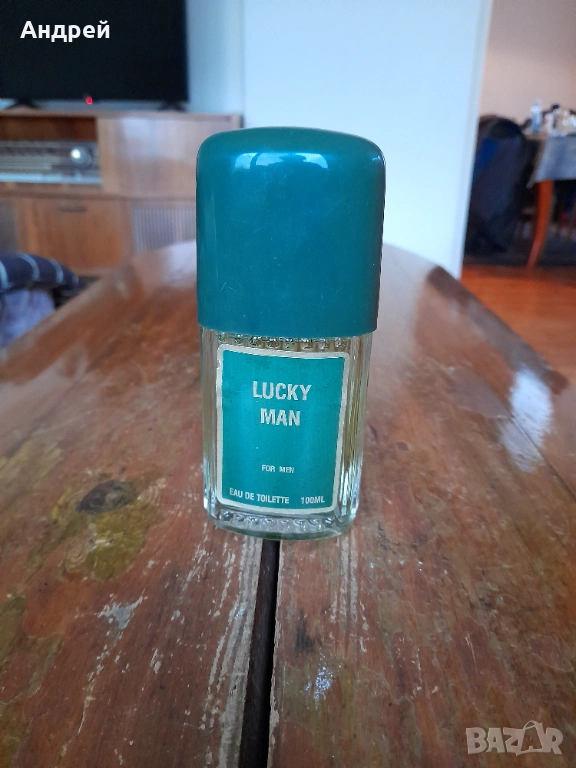 Андрей
LUCKY
MAN
FOR MEN
EAU DE TOILETTE 100ML
BAZAR